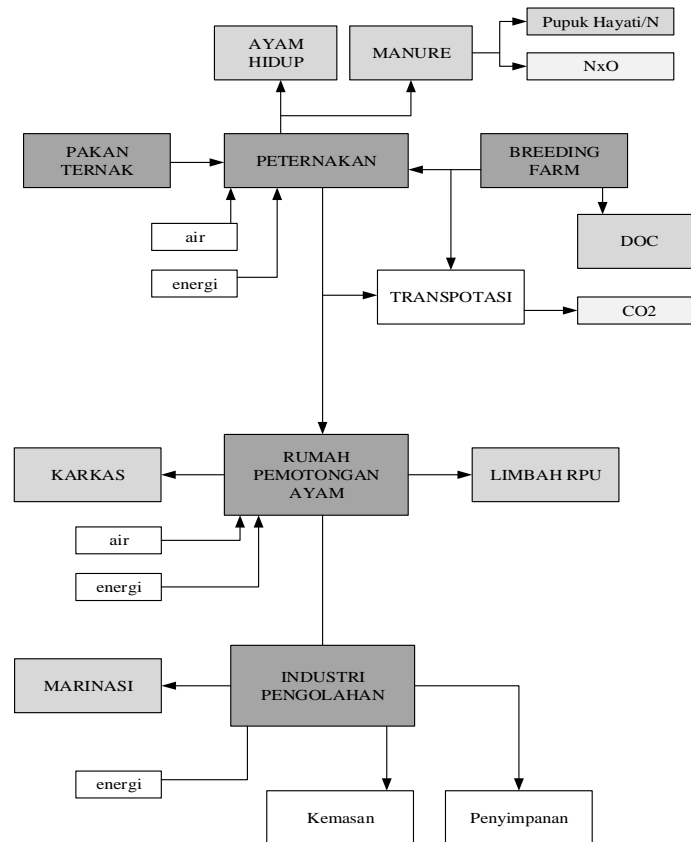 AYAM
HIDUP
MANURE
Pupuk Hayati/N
NxO
PAKAN
TERNAK
PETERNAKAN
BREEDING
FARM
air
DOC
energi
TRANSPOTASI
CO2
KARKAS
RUMAH
PEMOTONGAN
AYAM
LIMBAH RPU
air
energi
MARINASI
INDUSTRI
PENGOLAHAN
energi
Kemasan
Penyimpanan